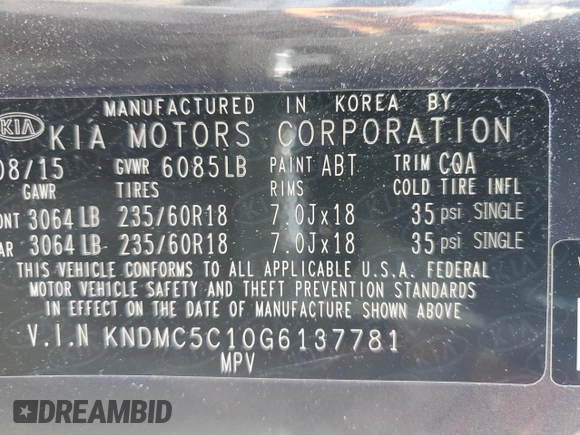 MANUFACTURED IN KOREA BY
KIA KIA MOTORS CORPORATION
08/15 GVWR 6085LB PAINT ABT TRIM CQA
GAWR TIRES RIMS COLD TIRE INFL
ONT 3064 LB 235/60R18 7.0Jx18 35 psi SINGLE
AR 3064 LB 235/60R18 7.0Jx18 35 psi SINGLE
THIS VEHICLE CONFORMS TO ALL APPLICABLE U.S.A. FEDERAL
MOTOR VEHICLE SAFETY AND THEFT PREVENTION STANDARDS
IN EFFECT ON THE DATE OF MANUFACTURE SHOWN ABOVE.
V.I.N KNDMC5C10G6137781
MPV
DREAMBID